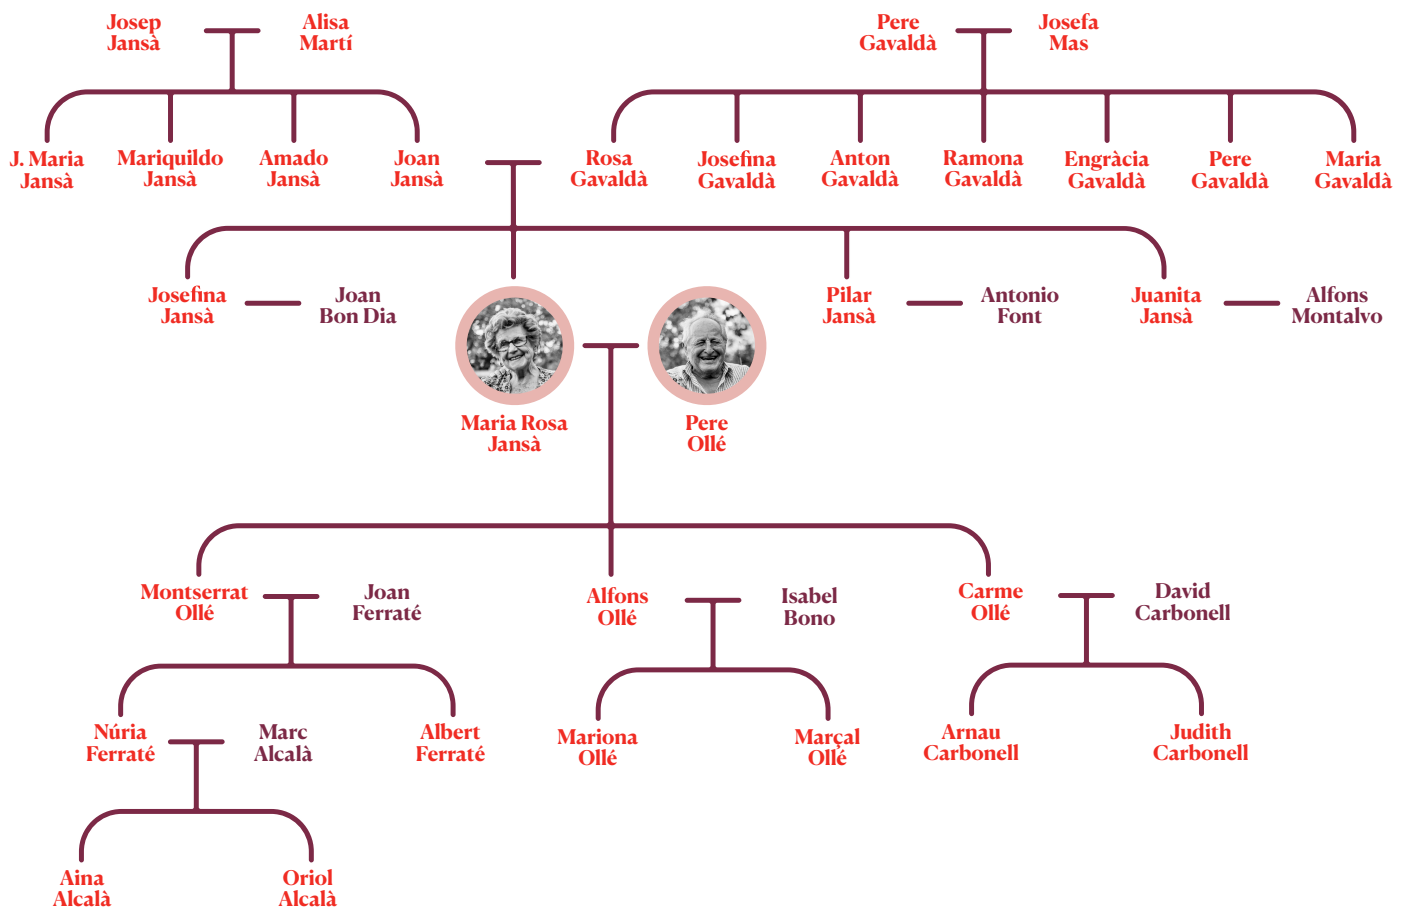 Josep
Jansà
Alisa
Martí
Pere
Gavaldà
Josefa
Mas
J. Maria
Jansà
Mariquildo
Jansà
Amado
Jansà
Joan
Jansà
Rosa
Gavaldà
Josefina
Gavaldà
Anton
Gavaldà
Ramona
Gavaldà
Engràcia
Gavaldà
Pere
Gavaldà
Maria
Gavaldà
Josefina
Jansà
Joan
Bon Dia
Pilar
Jansà
Antonio
Font
Juanita
Jansà
Alfons
Montalvo
Maria Rosa
Jansà
Pere
Ollé
Montserrat
Ollé
Joan
Ferraté
Alfons
Ollé
Isabel
Bono
Carme
Ollé
David
Carbonell
Núria
Ferraté
Marc
Alcalà
Albert
Ferraté
Mariona
Ollé
Marçal
Ollé
Arnau
Carbonell
Judith
Carbonell
Aina
Alcalà
Oriol
Alcalà